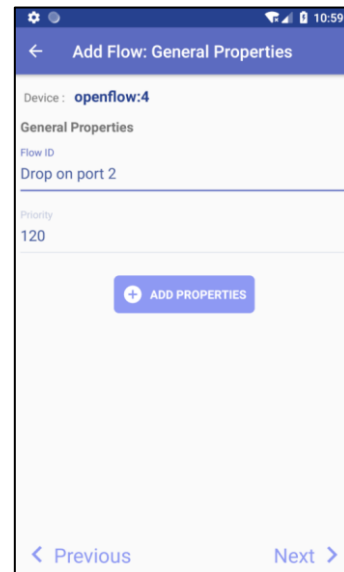 10:59
Add Flow: General Properties
Device : openflow:4
General Properties
Flow ID
Drop on port 2
Priority
120
ADD PROPERTIES
Previous Next